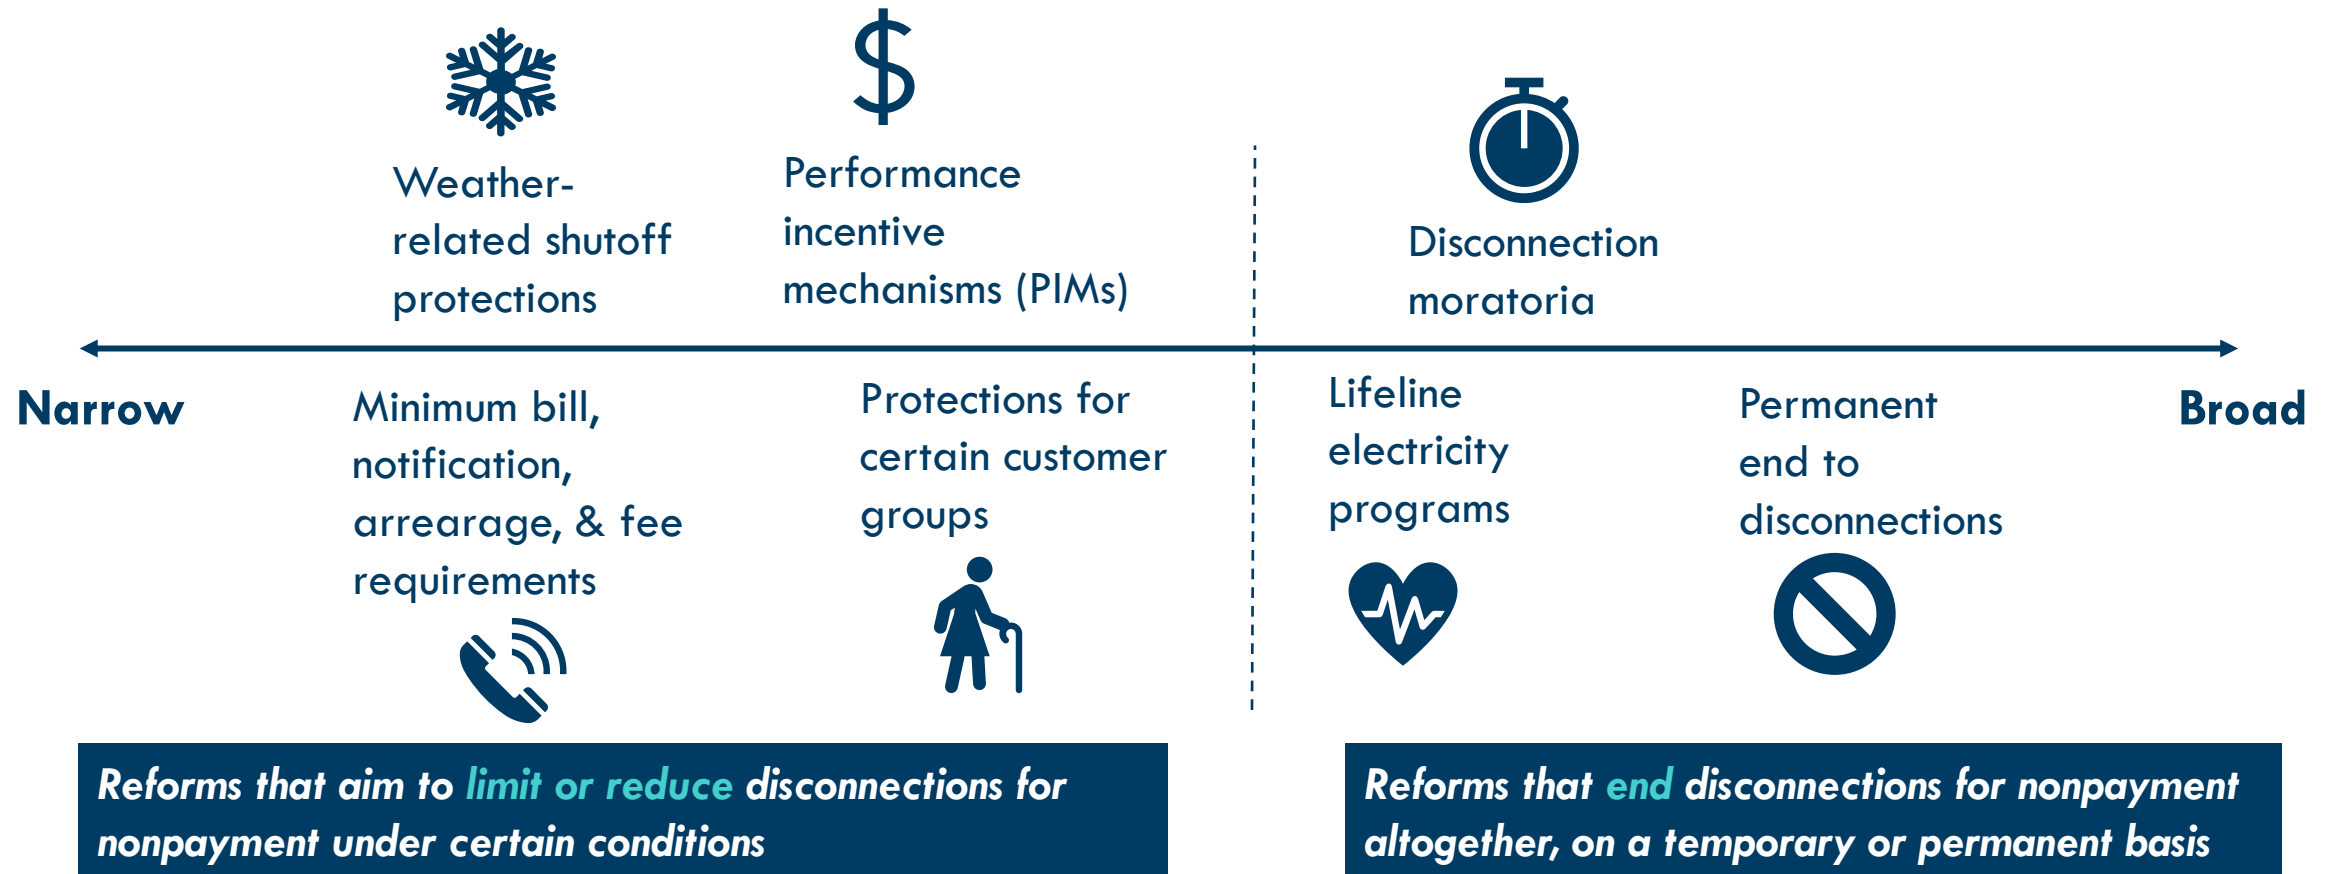 Weather-
related shutoff
protections
Performance
incentive
mechanisms (PIMs)
Disconnection
moratoria
Narrow
Minimum bill,
notification,
arrearage, & fee
requirements
Protections for
certain customer
groups
Lifeline
electricity
programs
Permanent
end to
disconnections
Broad
Reforms that aim to limit or reduce disconnections for
nonpayment under certain conditions
Reforms that end disconnections for nonpayment
altogether, on a temporary or permanent basis